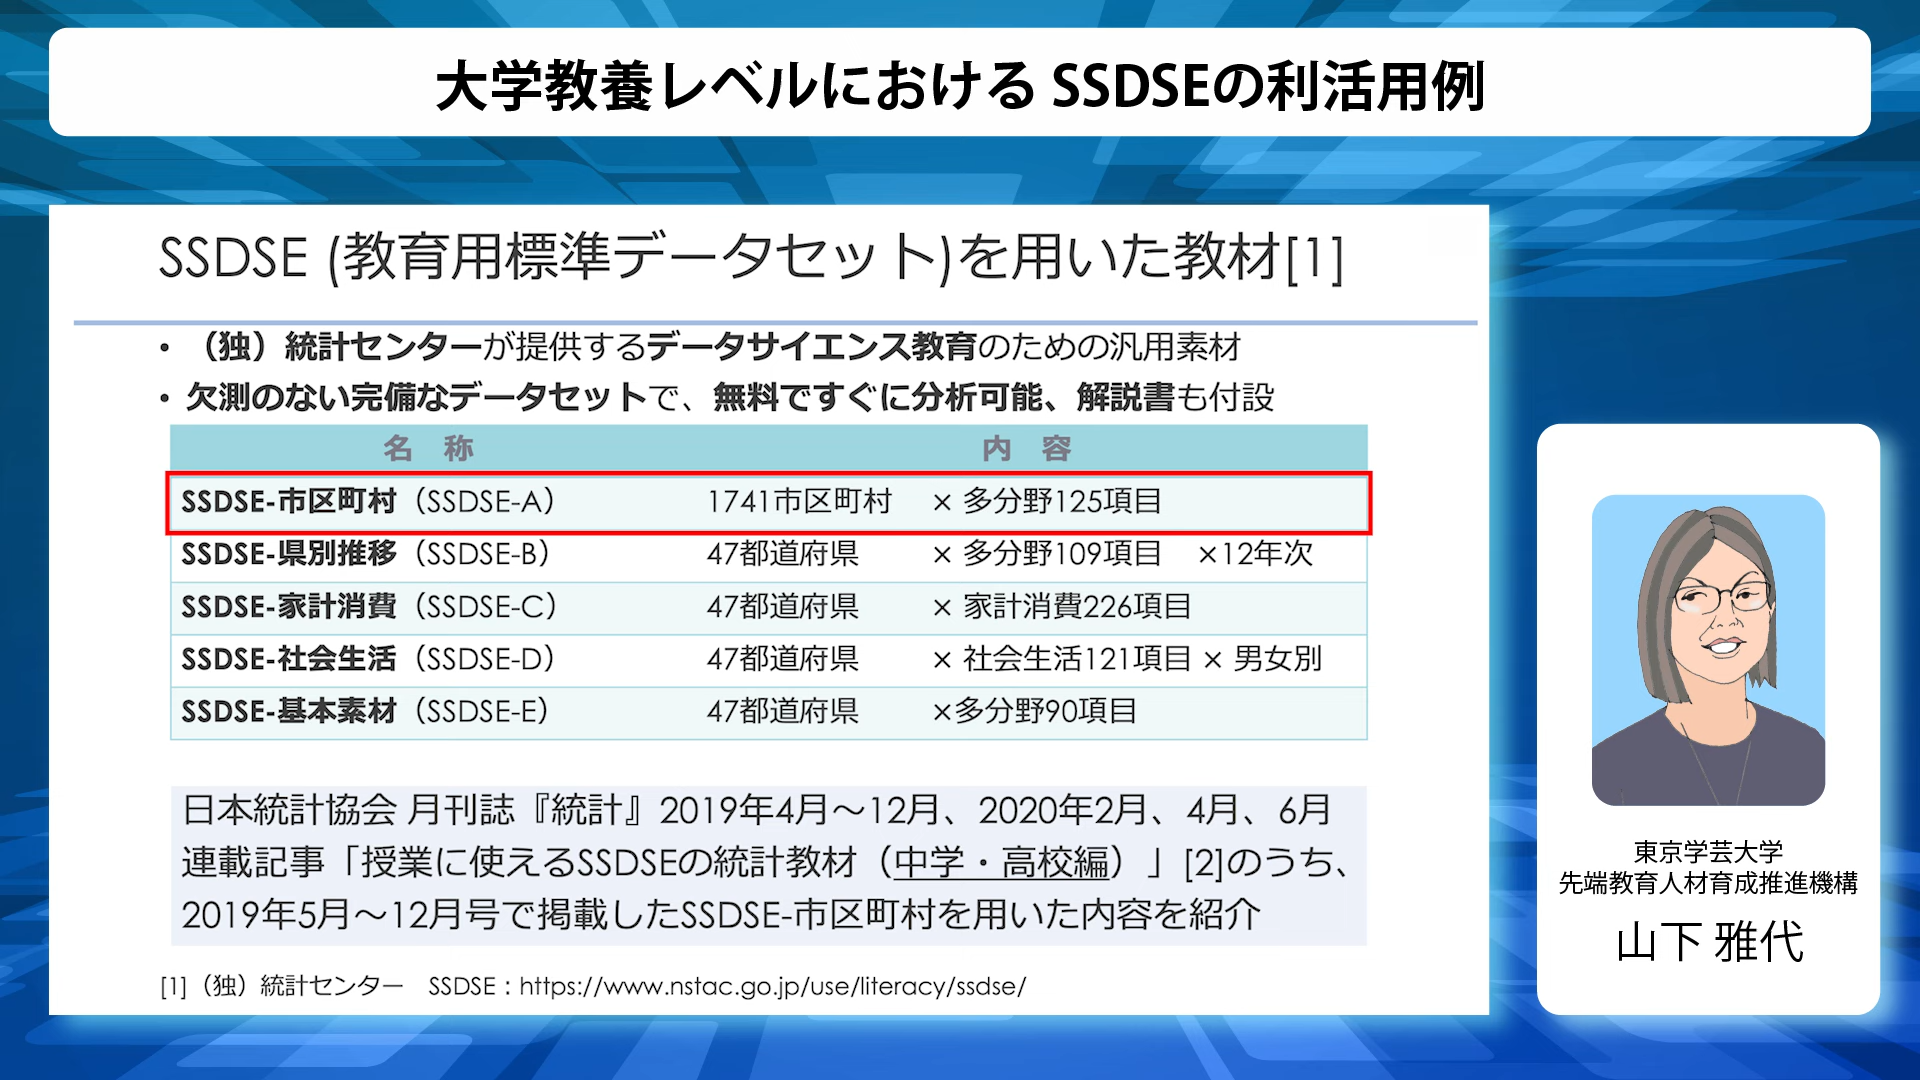 大学教養レベルにおける SSDSEの利活用例
SSDSE (教育用標準データセット)を用いた教材[1]
• （独）統計センターが提供するデータサイエンス教育のための汎用素材
• 欠測のない完備なデータセットで、無料ですぐに分析可能、解説書も付設
名　称　内　容
SSDSE-市区町村（SSDSE-A）　1741市区町村　× 多分野125項目
SSDSE-県別推移（SSDSE-B）　47都道府県　× 多分野109項目　×12年次
SSDSE-家計消費（SSDSE-C）　47都道府県　× 家計消費226項目
SSDSE-社会生活（SSDSE-D）　47都道府県　× 社会生活121項目 × 男女別
SSDSE-基本素材（SSDSE-E）　47都道府県　×多分野90項目
日本統計協会 月刊誌『統計』2019年4月～12月、2020年2月、4月、6月
連載記事「授業に使えるSSDSEの統計教材（中学・高校編）」[2]のうち、
2019年5月～12月号で掲載したSSDSE-市区町村を用いた内容を紹介
[1]（独）統計センター　SSDSE : https://www.nstac.go.jp/use/literacy/ssdse/
東京学芸大学
先端教育人材育成推進機構
山下 雅代